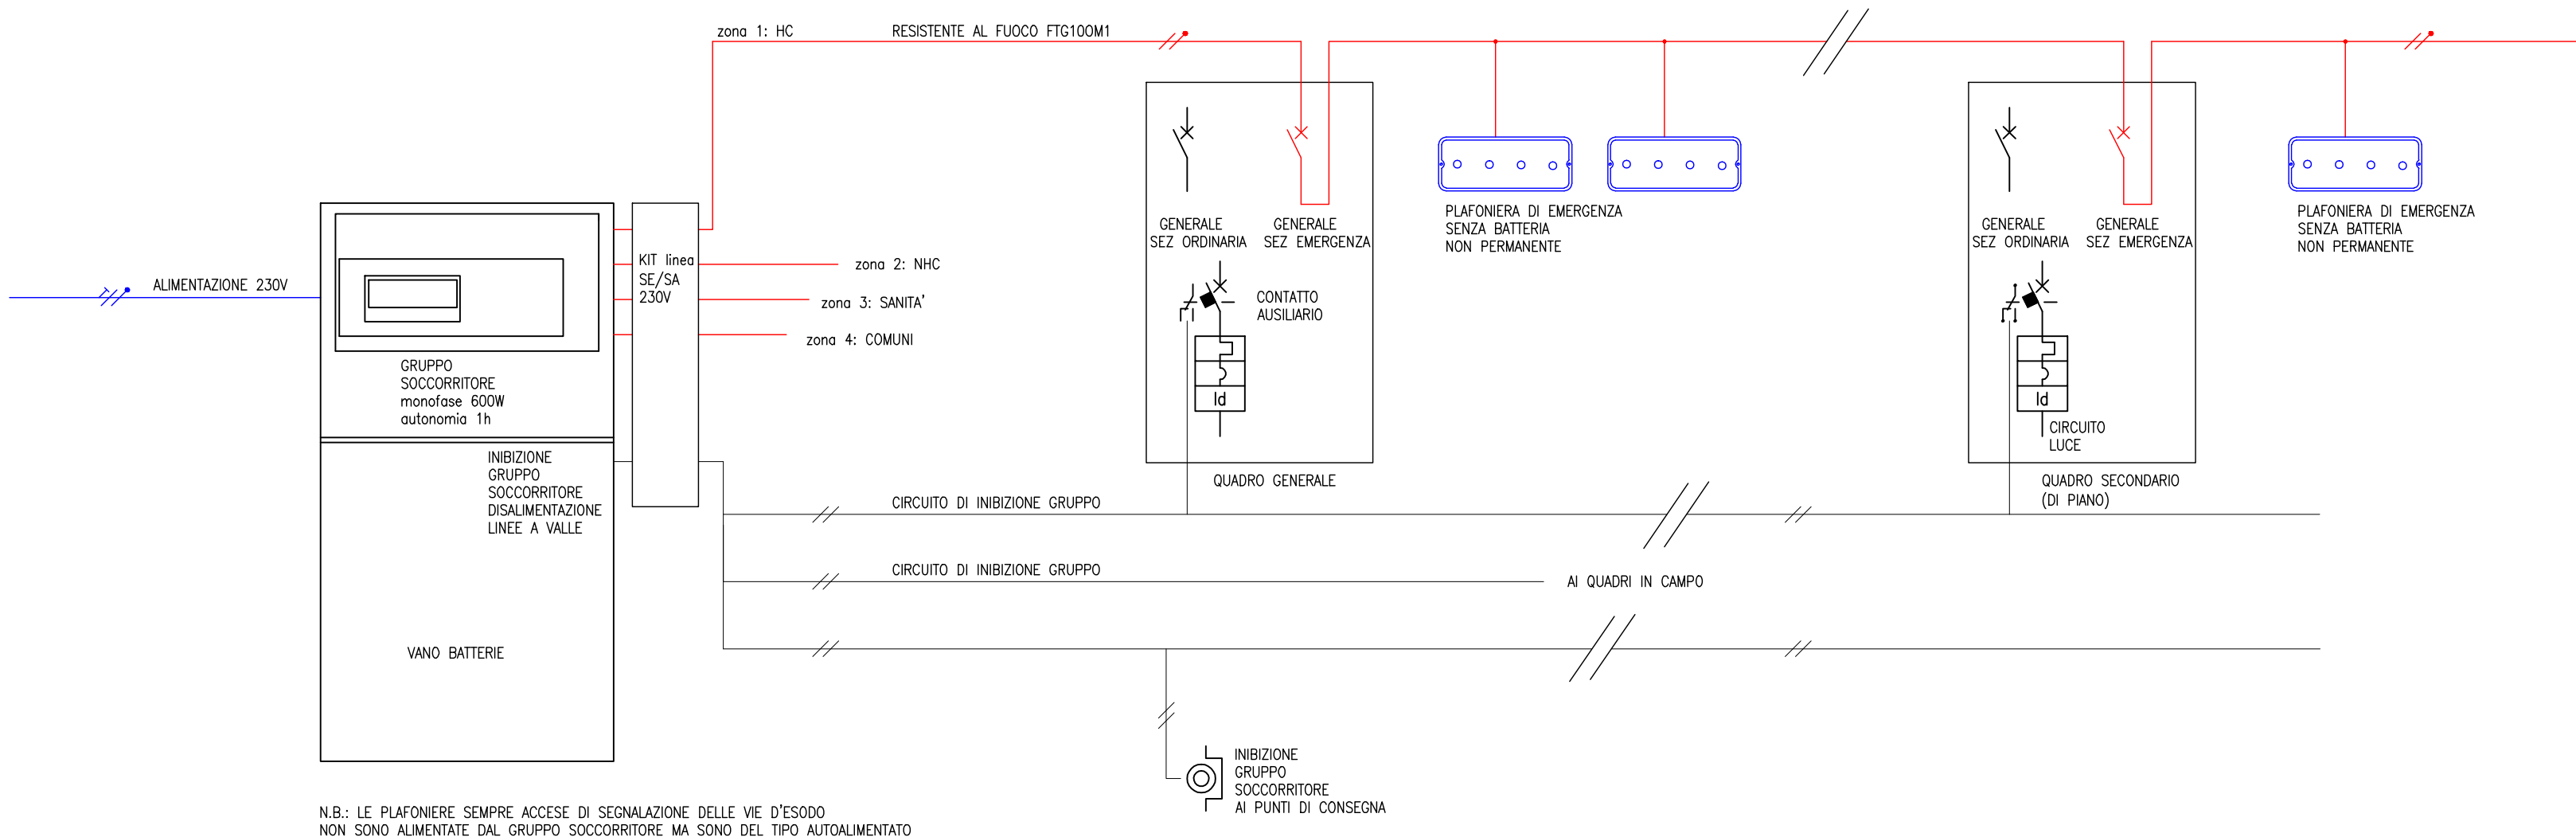 zona 1: HC
RESISTENTE AL FUOCO FTG10OM1
ALIMENTAZIONE 230V
KIT linea
SE/SA
230V
zona 2: NHC
zona 3: SANITA'
zona 4: COMUNI
GRUPPO
SOCCORRITORE
monofase 600W
autonomia 1h
INIBIZIONE
GRUPPO
SOCCORRITORE
DISALIMENTAZIONE
LINEE A VALLE
VANO BATTERIE
GENERALE
SEZ ORDINARIA
GENERALE
SEZ EMERGENZA
CONTATTO
AUSILIARIO
Id
QUADRO GENERALE
PLAFONIERA DI EMERGENZA
SENZA BATTERIA
NON PERMANENTE
GENERALE
SEZ ORDINARIA
GENERALE
SEZ EMERGENZA
Id
CIRCUITO
LUCE
QUADRO SECONDARIO
(DI PIANO)
PLAFONIERA DI EMERGENZA
SENZA BATTERIA
NON PERMANENTE
CIRCUITO DI INIBIZIONE GRUPPO
CIRCUITO DI INIBIZIONE GRUPPO
AI QUADRI IN CAMPO
INIBIZIONE
GRUPPO
SOCCORRITORE
AI PUNTI DI CONSEGNA
N.B.: LE PLAFONIERE SEMPRE ACCESE DI SEGNALAZIONE DELLE VIE D'ESODO
NON SONO ALIMENTATE DAL GRUPPO SOCCORRITORE MA SONO DEL TIPO AUTOALIMENTATO